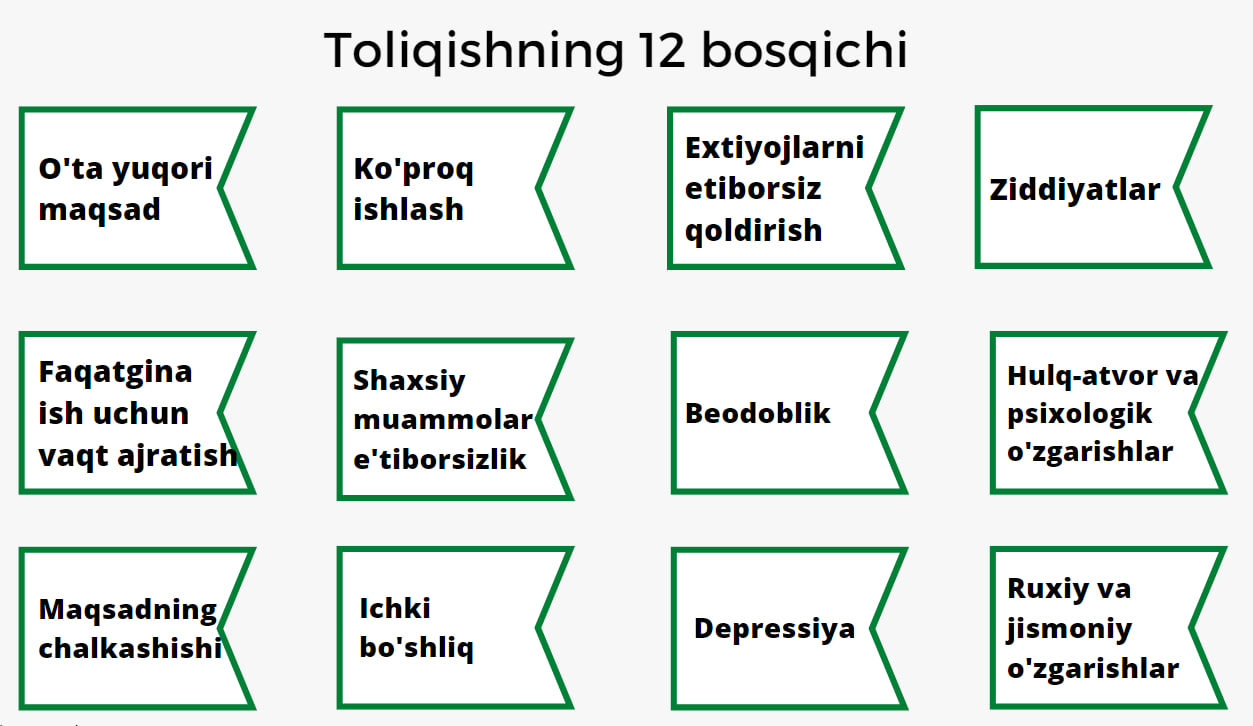 Toliqishning 12 bosqichi
O'ta yuqori
maqsad
Ko'proq
ishlash
Extiyojlarni
etiborsiz
qoldirish
Ziddiyatlar
Faqatgina
ish uchun
vaqt ajratish
Shaxsiy
muammolar
e'tiborsizlik
Beodoblik
Hulq-atvor va
psixologik
o'zgarishlar
Maqsadning
chalkashishi
Ichki
bo'shliq
Depressiya
Ruxiy va
jismoniy
o'zgarishlar